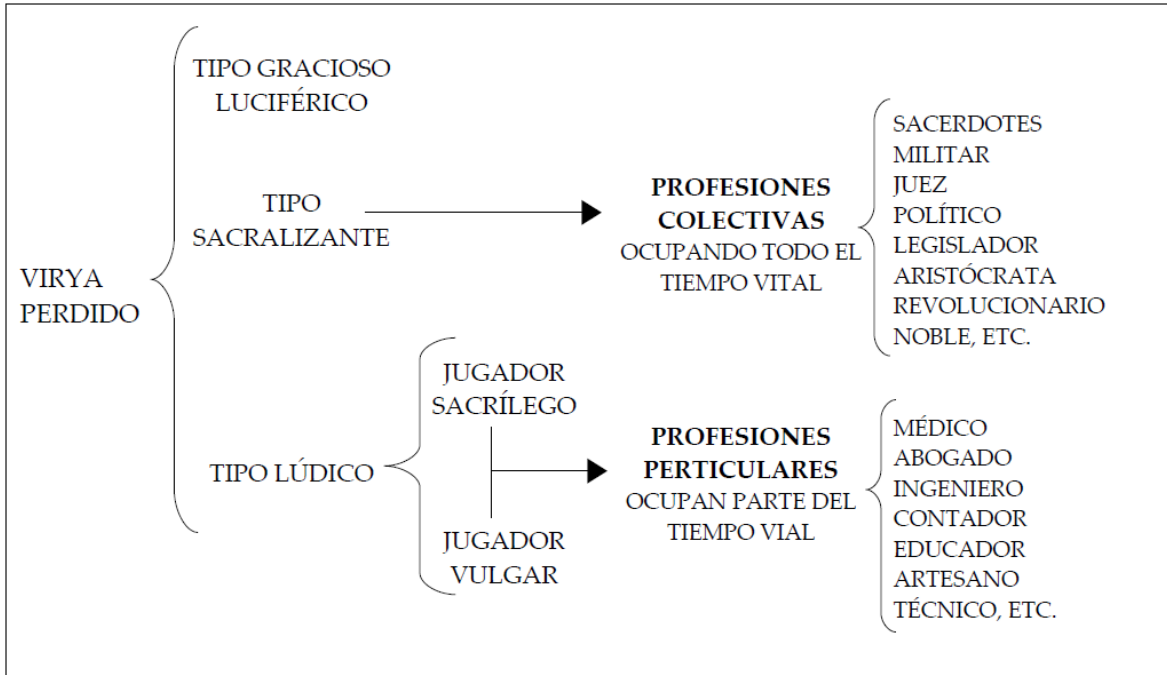 VIRYA
PERDIDO
TIPO GRACIOSO
LUCIFÉRICO
TIPO
SACRALIZANTE
PROFESIONES
COLECTIVAS
OCUPANDO TODO EL
TIEMPO VITAL
SACERDOTES
MILITAR
JUEZ
POLÍTICO
LEGISLADOR
ARISTÓCRATA
REVOLUCIONARIO
NOBLE, ETC.
TIPO LÚDICO
JUGADOR
SACRÍLEGO
JUGADOR
VULGAR
PROFESIONES
PERTICULARES
OCUPAN PARTE DEL
TIEMPO VIAL
MÉDICO
ABOGADO
INGENIERO
CONTADOR
EDUCADOR
ARTESANO
TÉCNICO, ETC.